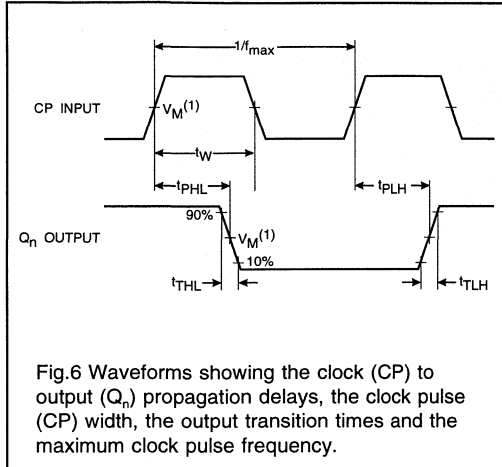 1/fmax
CP INPUT
VM(1)
tW
tPHL
tPLH
90%
Qn OUTPUT
VM(1)
10%
tTHL
tTLH
Fig.6 Waveforms showing the clock (CP) to
output (Qn) propagation delays, the clock pulse
(CP) width, the output transition times and the
maximum clock pulse frequency.